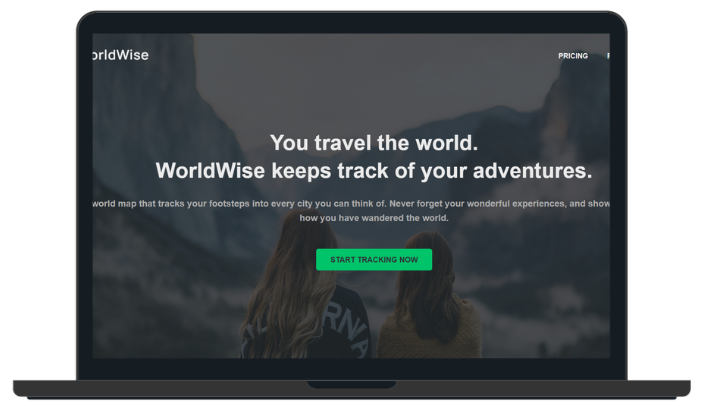 orldWise
PRICING
You travel the world.
WorldWise keeps track of your adventures.
world map that tracks your footsteps into every city you can think of. Never forget your wonderful experiences, and show
how you have wandered the world.
START TRACKING NOW